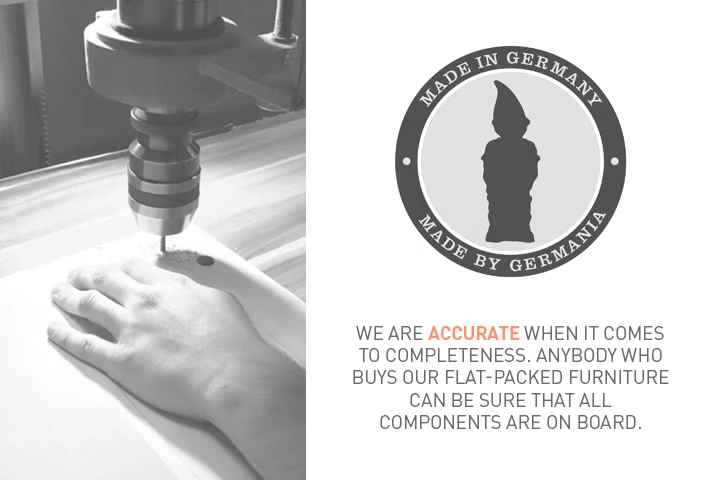 MADE IN GERMANY
MADE BY GERMANIA
WE ARE ACCURATE WHEN IT COMES
TO COMPLETENESS. ANYBODY WHO
BUYS OUR FLAT-PACKED FURNITURE
CAN BE SURE THAT ALL
COMPONENTS ARE ON BOARD.